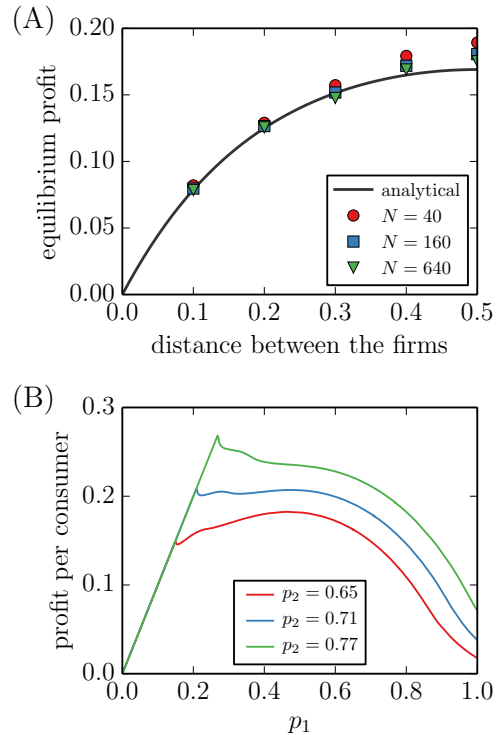 (A)
equilibrium profit
0.20
0.15
0.10
0.05
0.00
analytical
N = 40
N = 160
N = 640
0.0 0.1 0.2 0.3 0.4 0.5
distance between the firms
(B)
profit per consumer
0.3
0.2
0.1
0.0
p₂ = 0.65
p₂ = 0.71
p₂ = 0.77
0.0 0.2 0.4 0.6 0.8 1.0
p₁